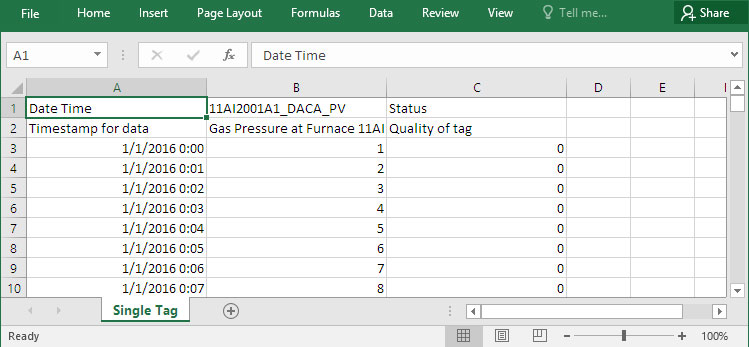 File Home Insert Page Layout Formulas Data Review View Tell me... Share
A1 fx Date Time
A B C D E F
1 Date Time 11AI2001A1_DACA_PV Status
2 Timestamp for data Gas Pressure at Furnace 11AI Quality of tag
3 1/1/2016 0:00 1 0
4 1/1/2016 0:01 2 0
5 1/1/2016 0:02 3 0
6 1/1/2016 0:03 4 0
7 1/1/2016 0:04 5 0
8 1/1/2016 0:05 6 0
9 1/1/2016 0:06 7 0
10 1/1/2016 0:07 8 0
Single Tag
Ready 100%